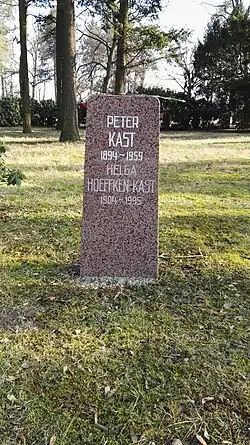 PETER
KAST
1894–1959
HELGA
HOEFFKEN-KAST
1904–1995